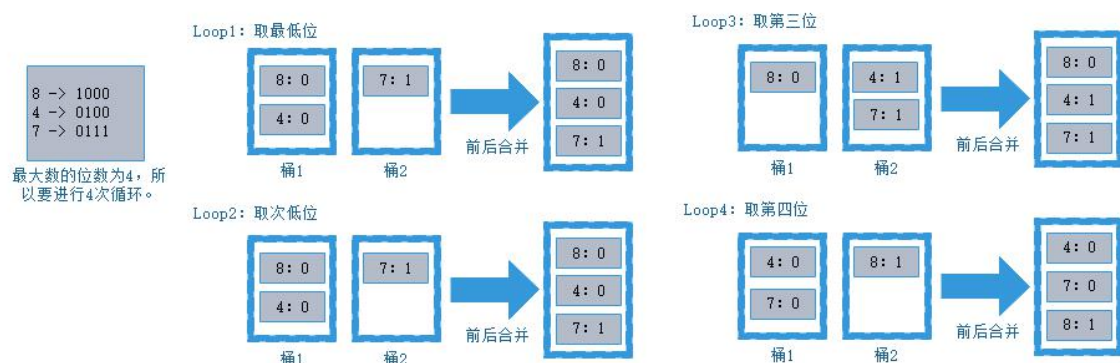 8 -> 1000
4 -> 0100
7 -> 0111
最大数的位数为4，所
以要进行4次循环。
Loop1: 取最低位
8: 0
4: 0
桶1
7: 1
桶2
前后合并
8: 0
4: 0
7: 1
Loop2: 取次低位
8: 0
4: 0
桶1
7: 1
桶2
前后合并
8: 0
4: 0
7: 1
Loop3: 取第三位
8: 0
桶1
4: 1
7: 1
桶2
前后合并
8: 0
4: 1
7: 1
Loop4: 取第四位
4: 0
7: 0
桶1
8: 1
桶2
前后合并
4: 0
7: 0
8: 1